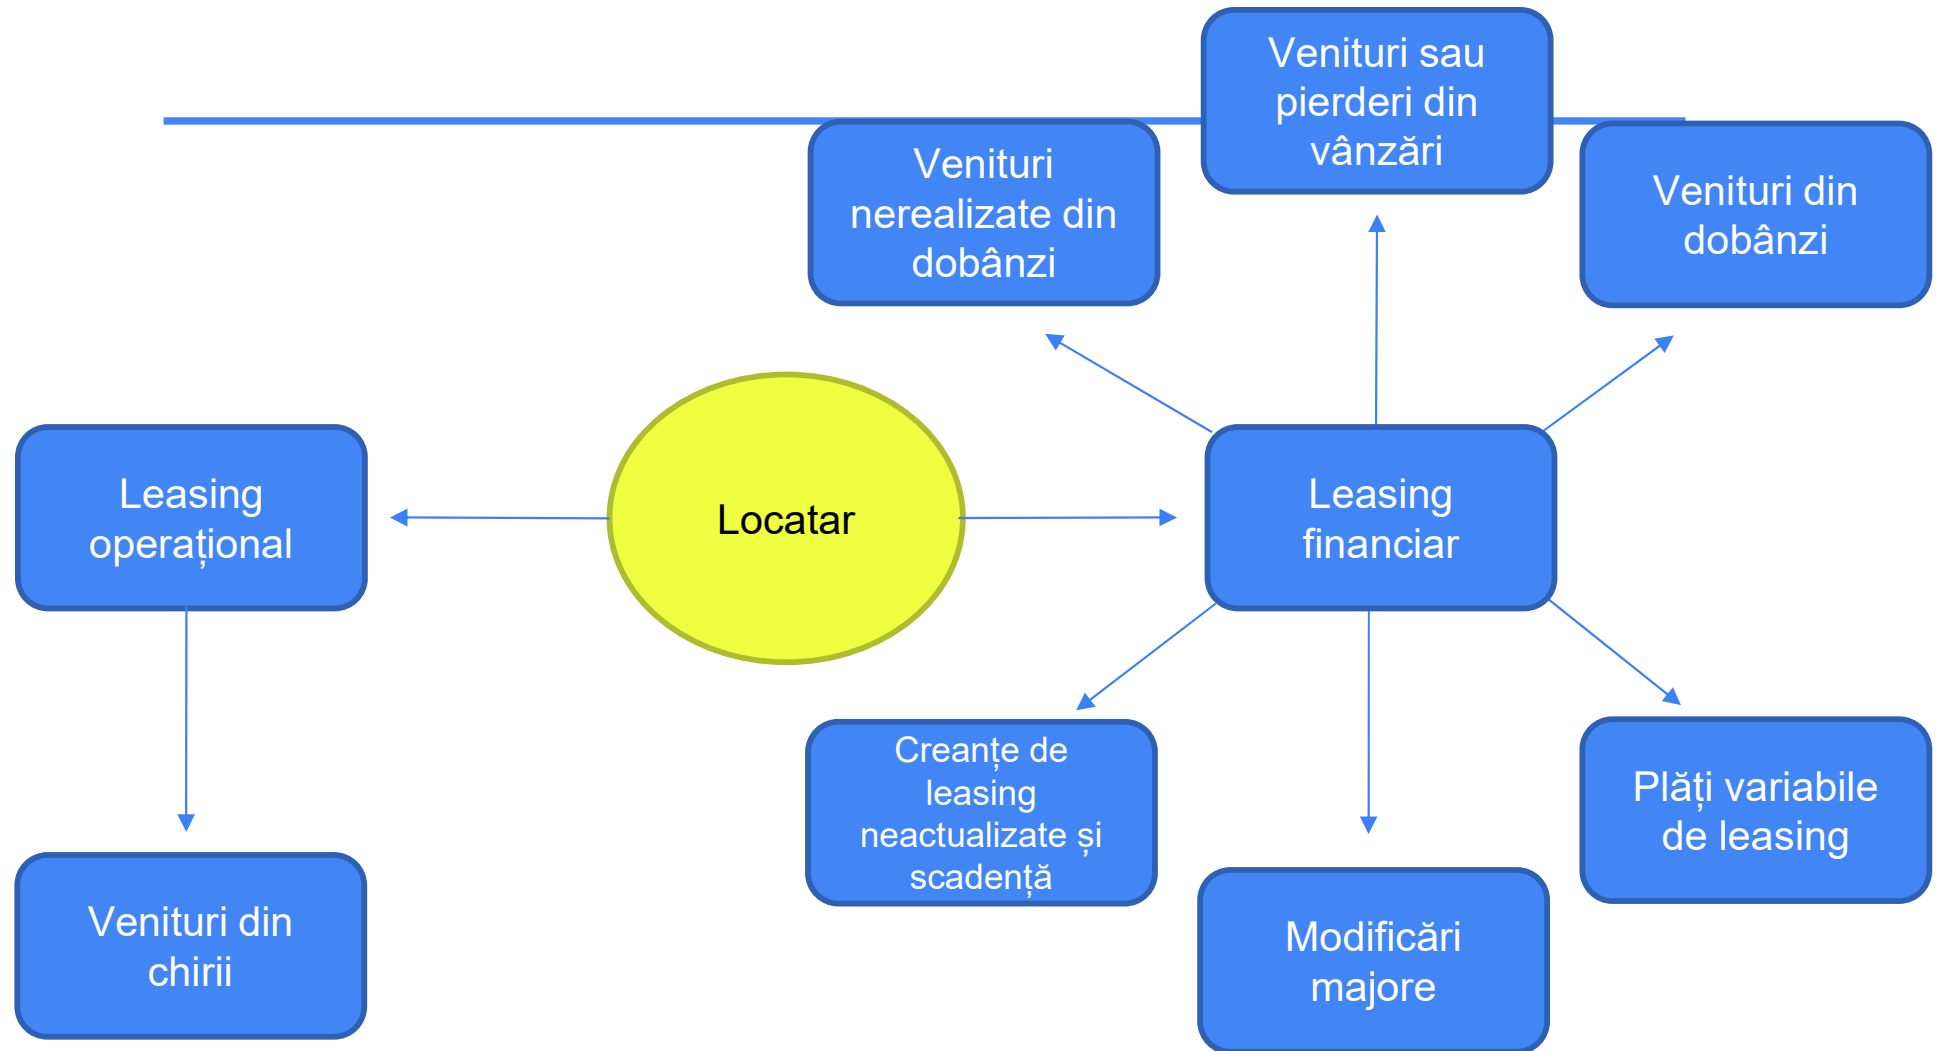 Venituri sau
pierderi din
vânzări
Venituri
nerealizate din
dobânzi
Venituri din
dobânzi
Leasing
operațional
Locatar
Leasing
financiar
Creanțe de
leasing
neactualizate și
scadență
Plăți variabile
de leasing
Venituri din
chirii
Modificări
majore